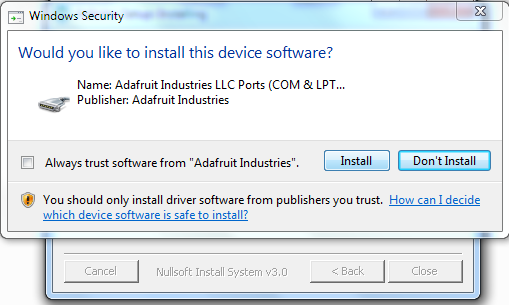 Windows Security
Would you like to install this device software?
Name: Adafruit Industries LLC Ports (COM & LPT...
Publisher: Adafruit Industries
Always trust software from "Adafruit Industries".
Install
Don't Install
You should only install driver software from publishers you trust. How can I decide
which device software is safe to install?
Cancel
Nullsoft Install System v3.0
< Back
Close